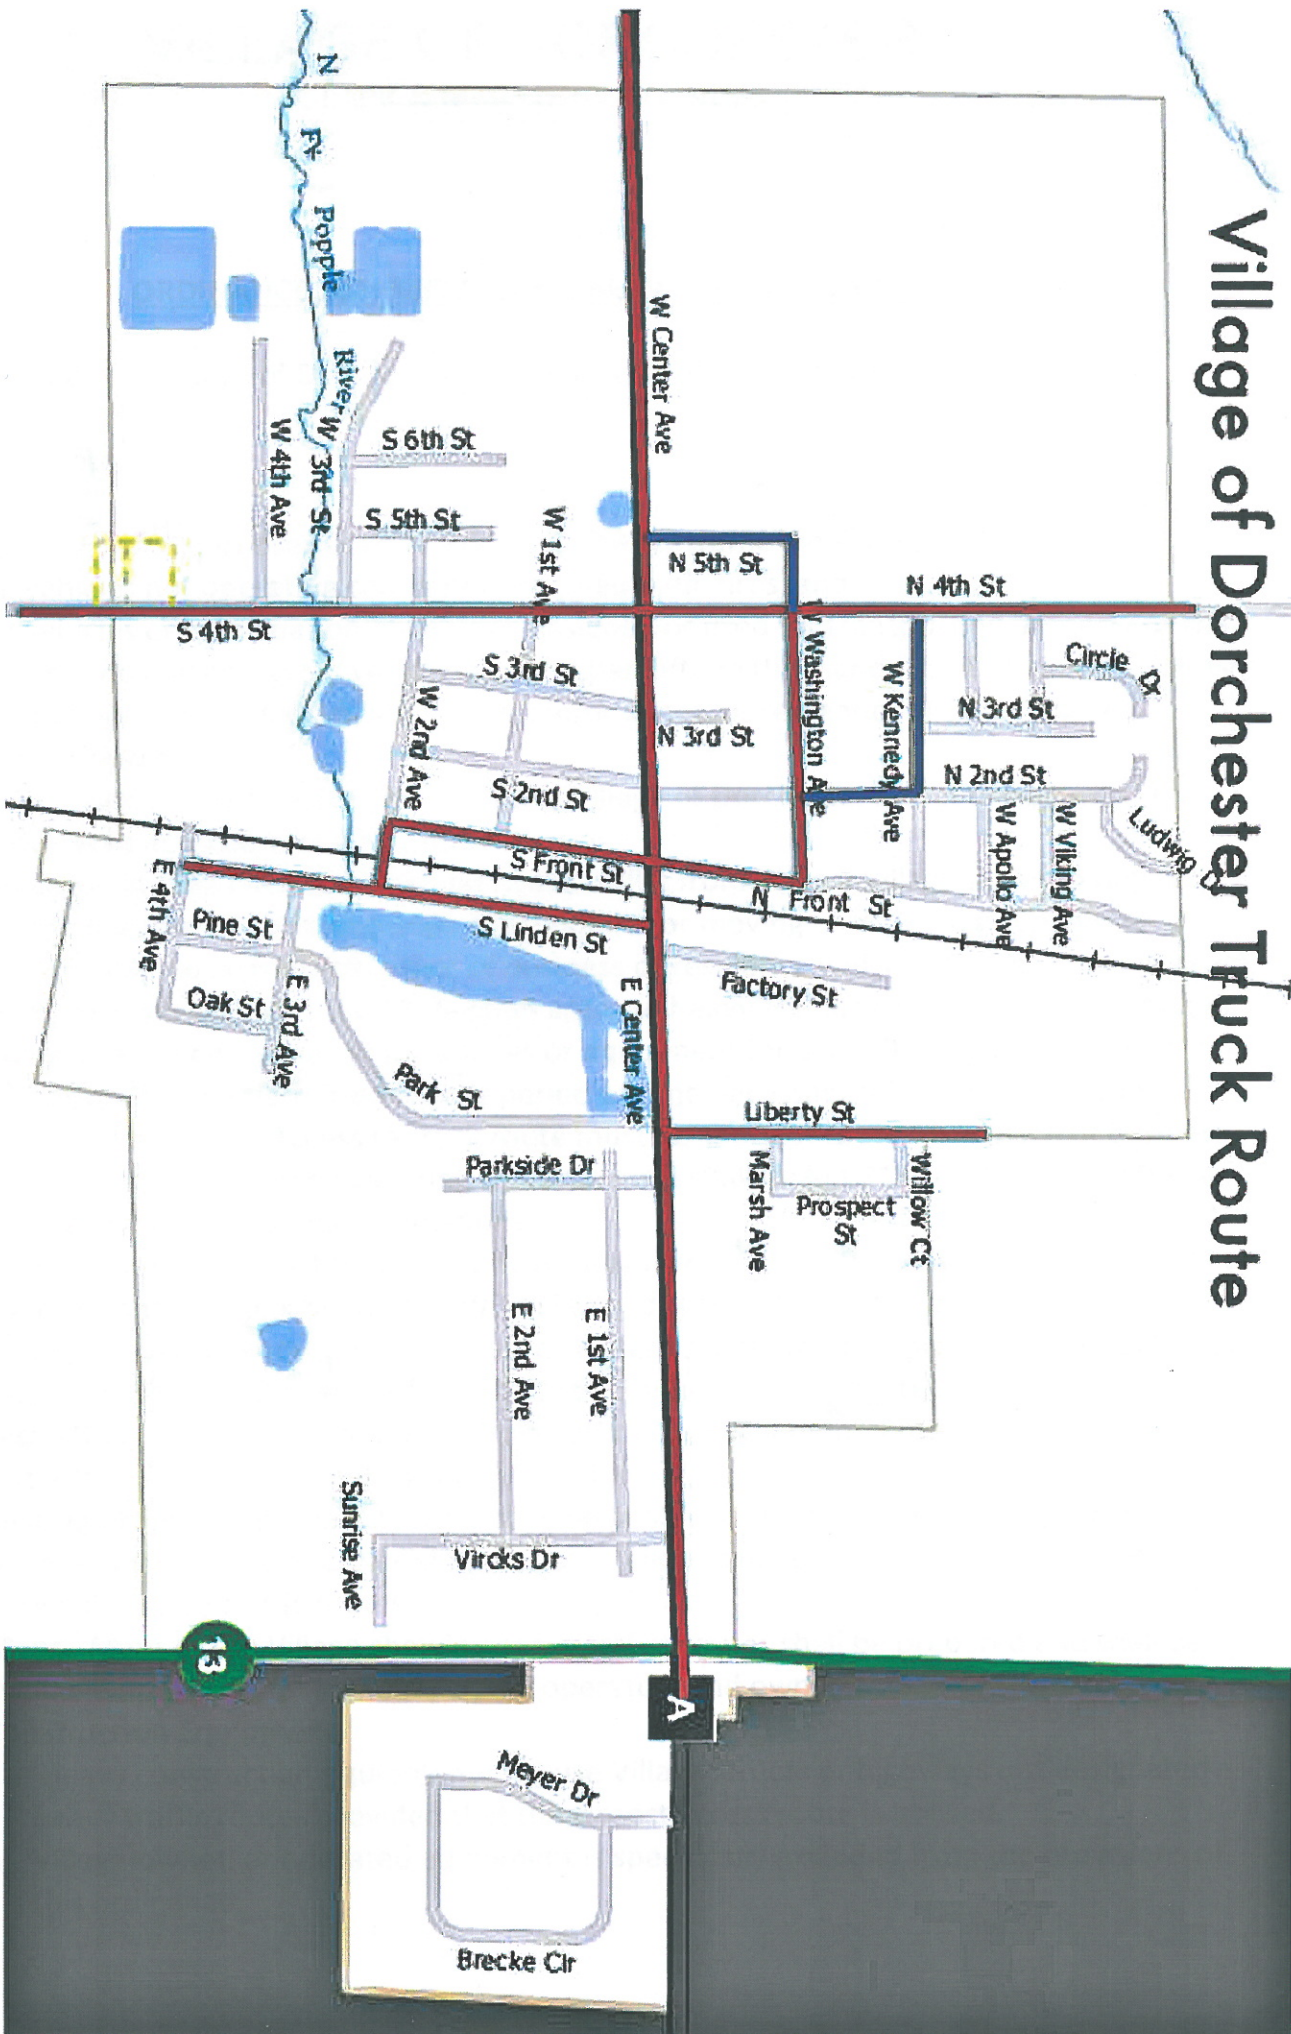 Village of Dorchester Truck Route
N Fr Popple River
W Center Ave
W 4th Ave
W 3rd St
S 6th St
S 5th St
W 1st Ave
N 5th St
N 4th St
S 4th St
S 3rd St
W 2nd Ave
S 2nd St
N 3rd St
W Washington Ave
W Kennedy Ave
N 3rd St
Circle Dr
N 2nd St
W Apollo Ave
W Viking Ave
Ludwig
S Front St
N Front St
S Linden St
E 4th Ave
Pine St
Oak St
E 3rd Ave
Park St
E Center Ave
Factory St
Liberty St
Parkside Dr
Marsh Ave
Prospect
St
Willow Ct
E 2nd Ave
E 1st Ave
Sunrise Ave
Vircks Dr
13
A
Meyer Dr
Brecke Cir